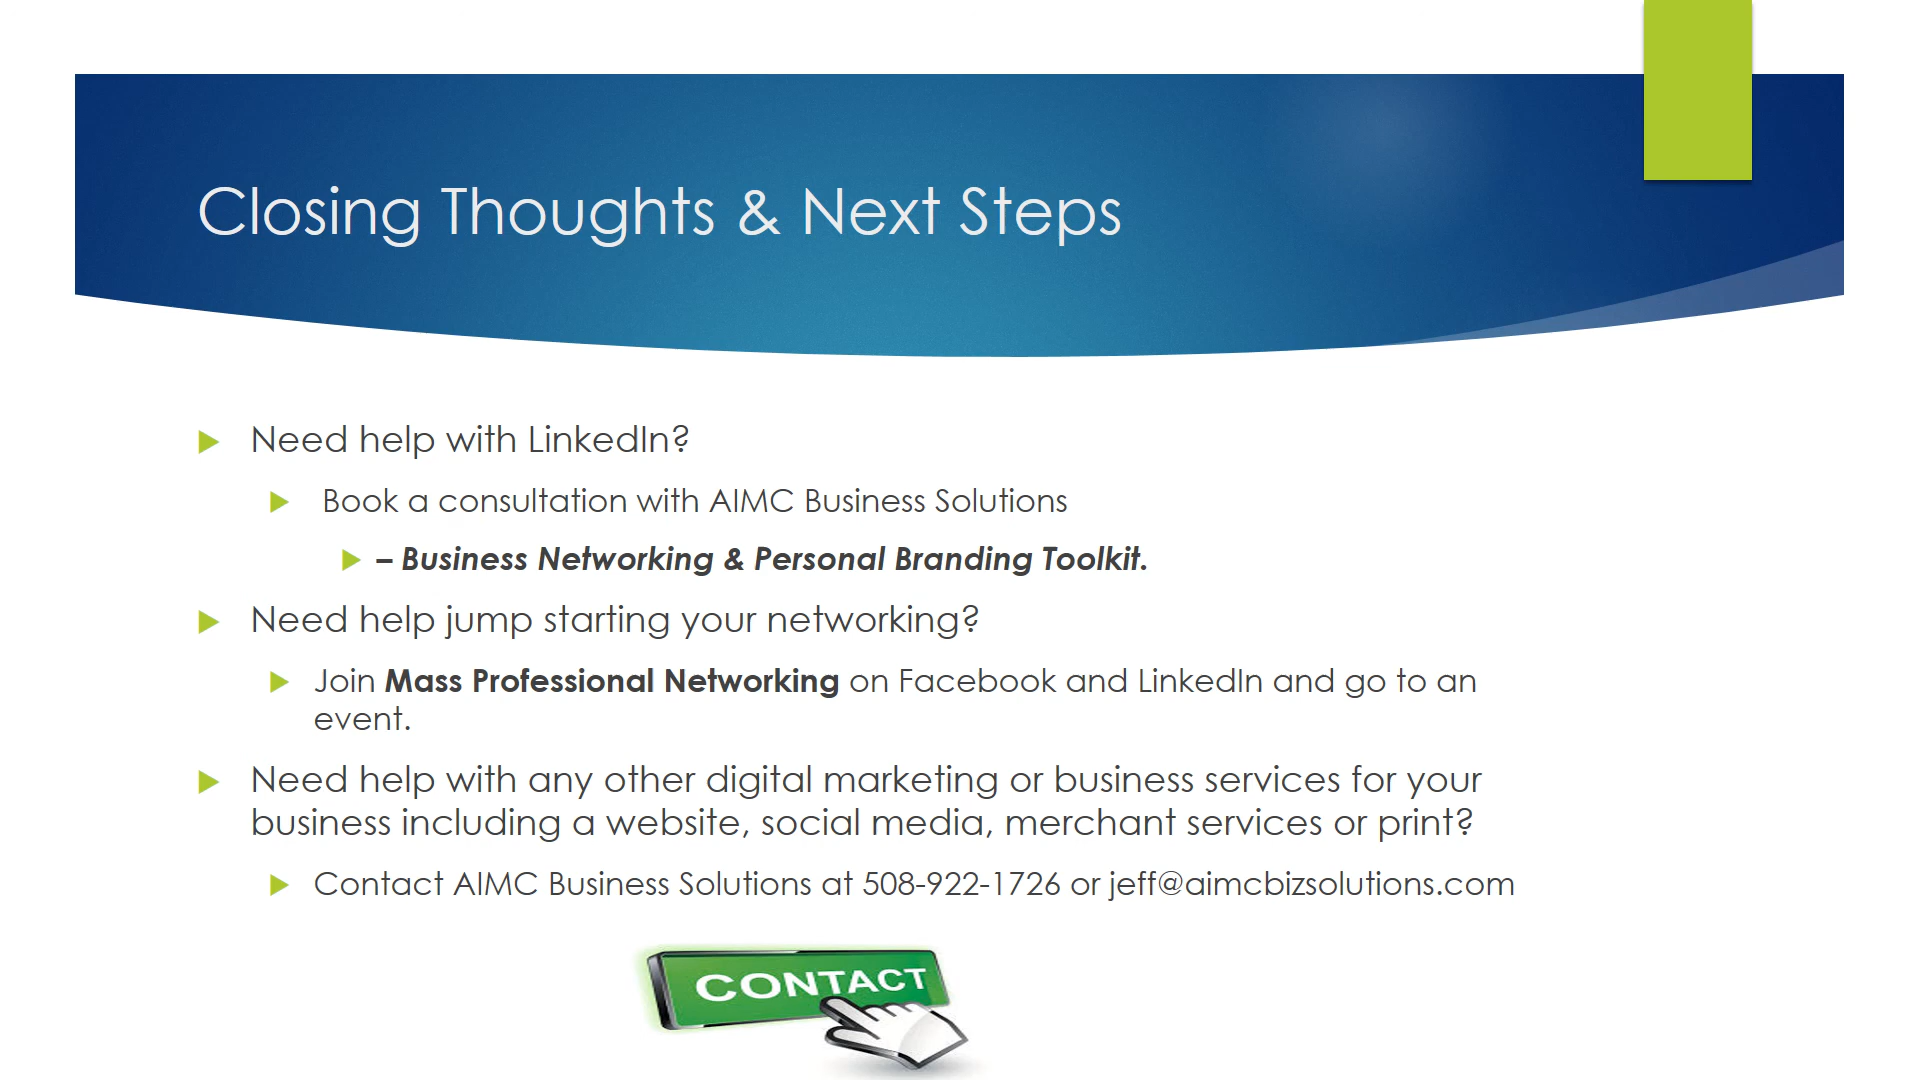 Closing Thoughts & Next Steps
Need help with LinkedIn?
Book a consultation with AIMC Business Solutions
– Business Networking & Personal Branding Toolkit.
Need help jump starting your networking?
Join Mass Professional Networking on Facebook and LinkedIn and go to an
event.
Need help with any other digital marketing or business services for your
business including a website, social media, merchant services or print?
Contact AIMC Business Solutions at 508-922-1726 or jeff@aimcbizsolutions.com
CONTACT